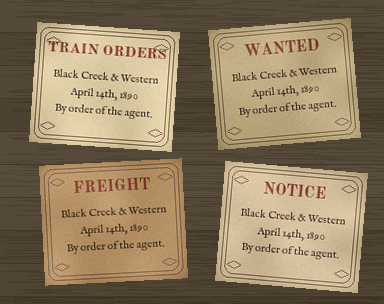 TRAIN ORDERS
Black Creek & Western
April 14th, 1890
By order of the agent.
WANTED
Black Creek & Western
April 14th, 1890
By order of the agent.
FREIGHT
Black Creek & Western
April 14th, 1890
By order of the agent.
NOTICE
Black Creek & Western
April 14th, 1890
By order of the agent.